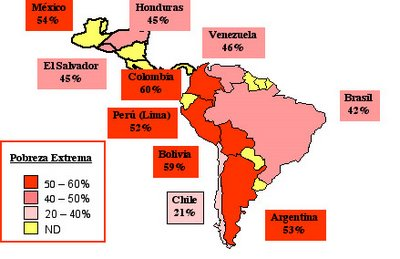 México
54%
Honduras
45%
Venezuela
46%
El Salvador
45%
Colombia
60%
Brasil
42%
Perú (Lima)
52%
Bolivia
59%
Chile
21%
Argentina
53%
Pobreza Extrema
50 – 60%
40 – 50%
20 – 40%
ND